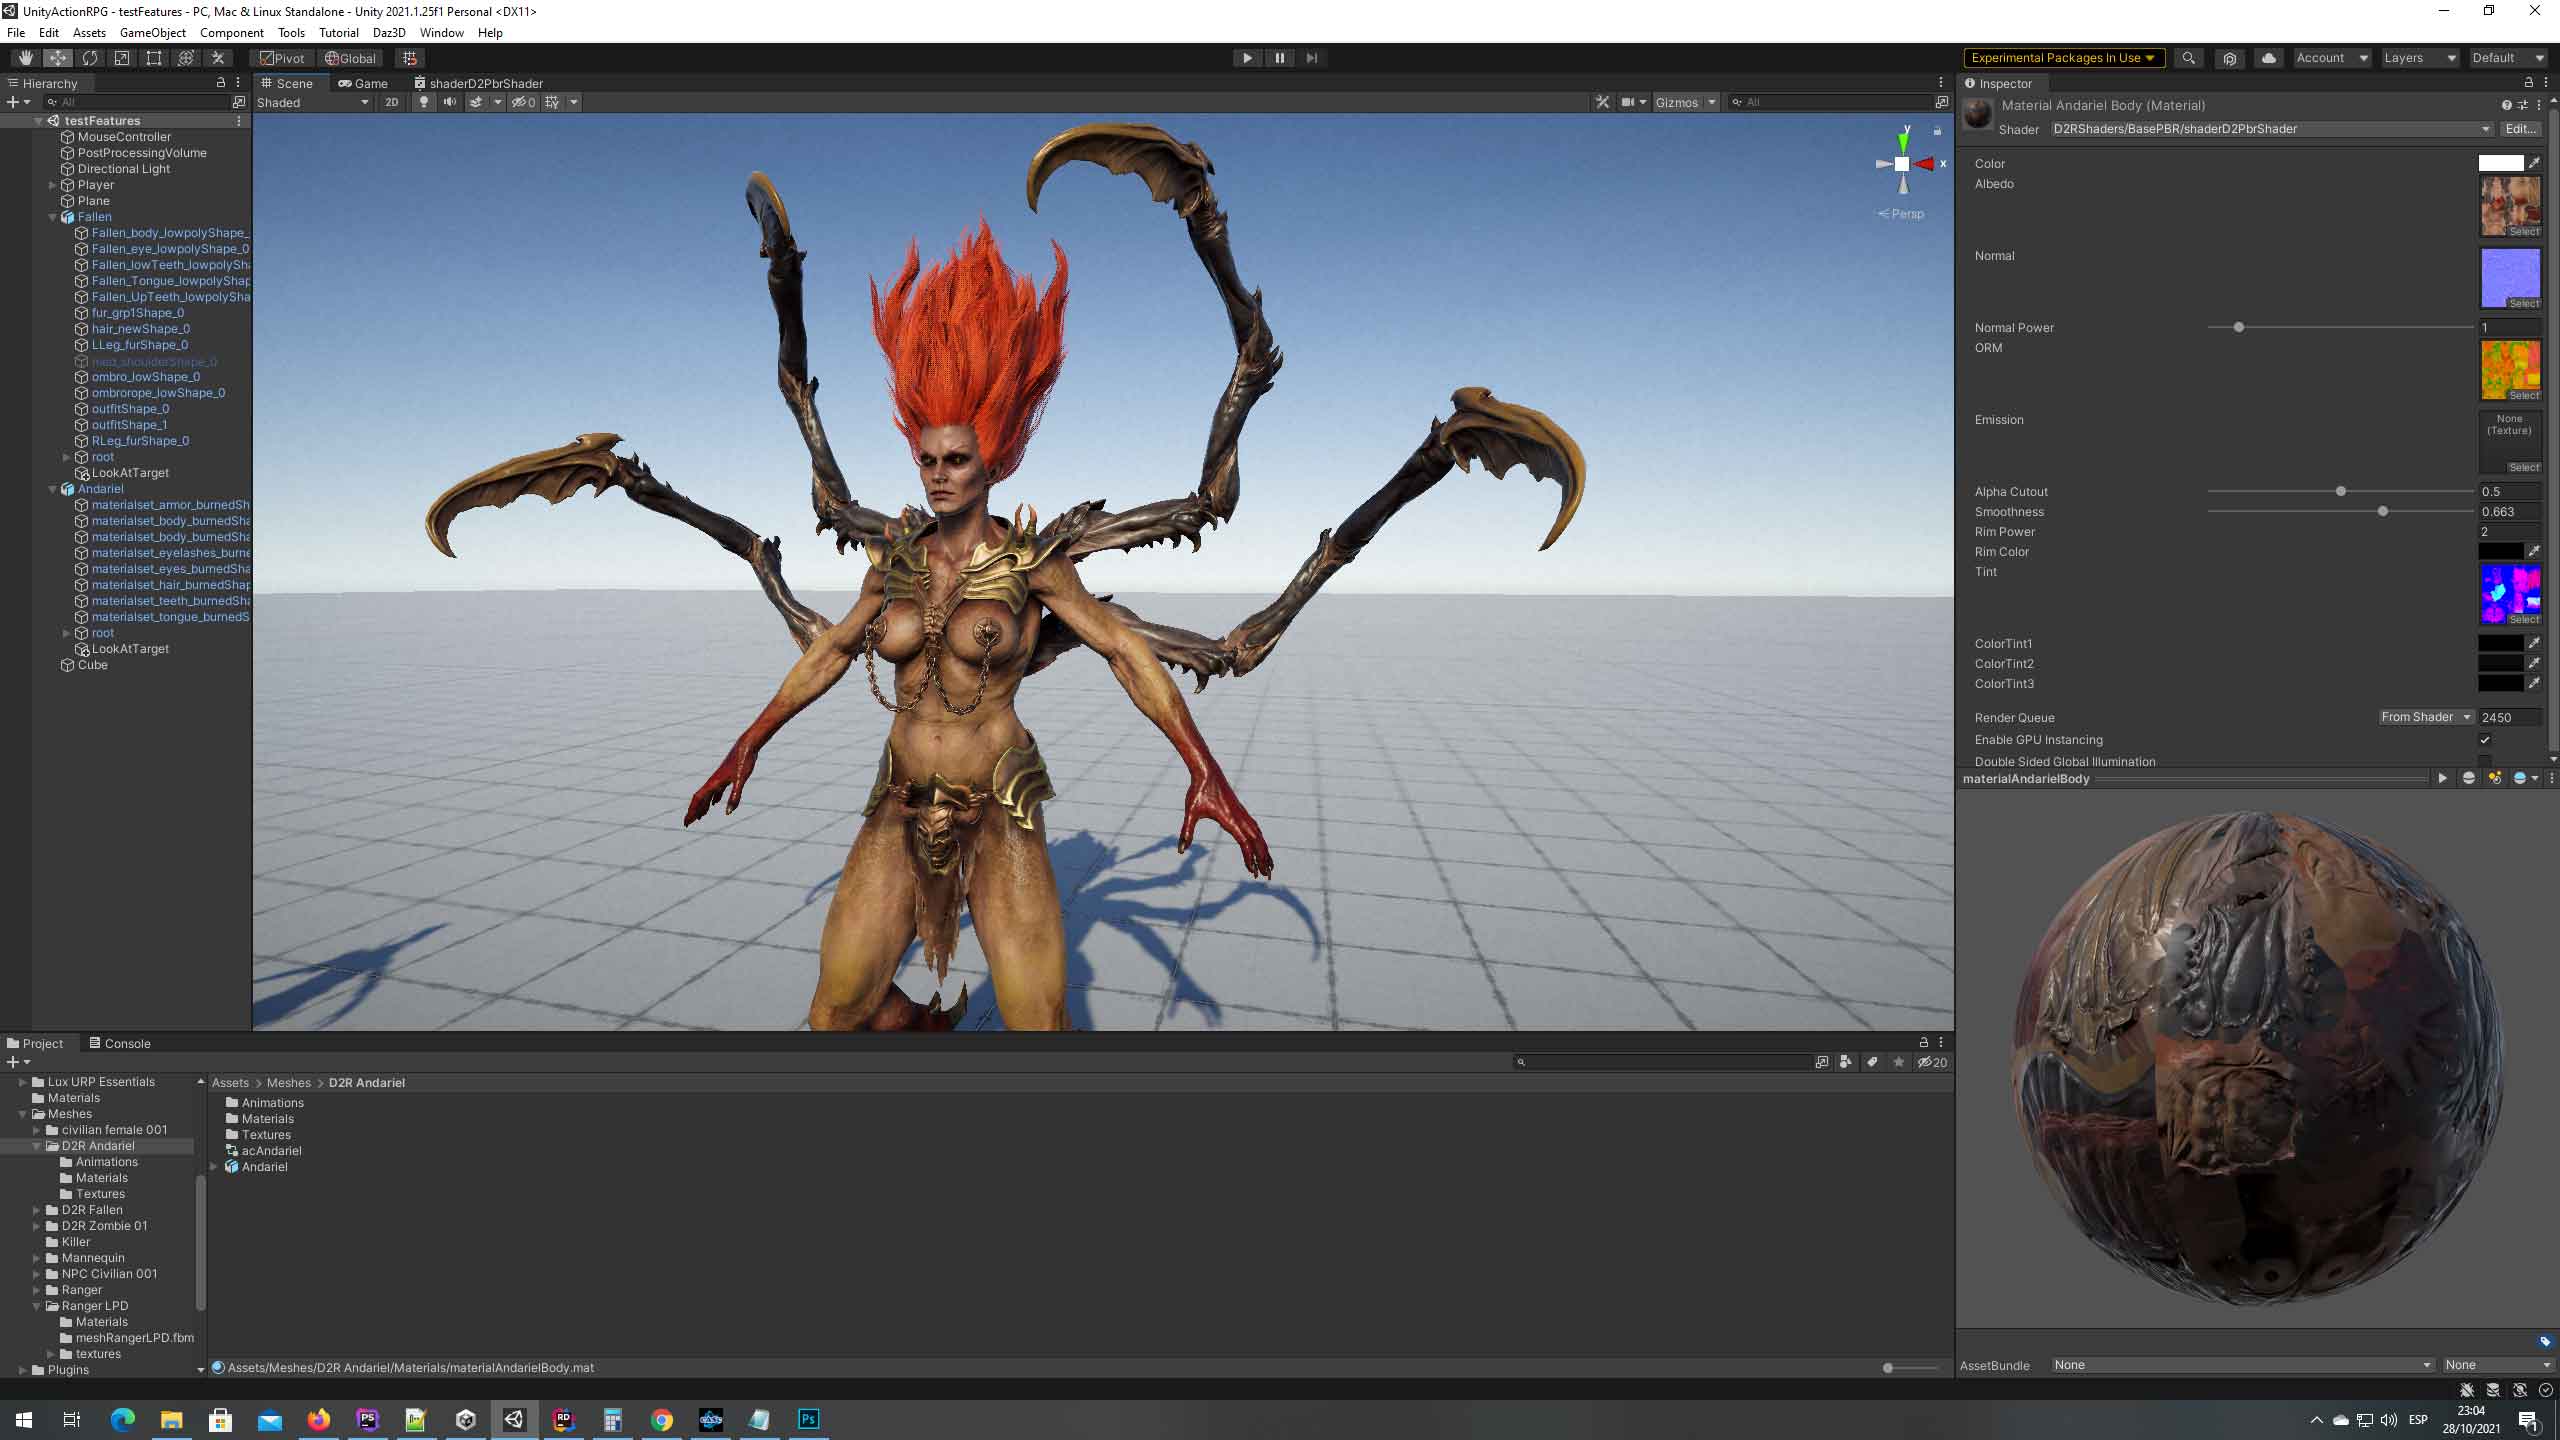 UnityActionRPG - testFeatures - PC, Mac & Linux Standalone - Unity 2021.1.25f1 Personal <DX11>
File Edit Assets GameObject Component Tools Tutorial Daz3D Window Help
Pivot Global Experimental Packages In Use Account Layers Default
Hierarchy
All
testFeatures
MouseController
PostProcessingVolume
Directional Light
Player
Plane
Fallen
Fallen_body_lowpolyShape_
Fallen_eye_lowpolyShape_0
Fallen_lowTeeth_lowpolySha
Fallen_Tongue_lowpolyShap
Fallen_UpTeeth_lowpolySha
fur_grp1Shape_0
hair_newShape_0
LLeg_furShape_0
ombro_lowShape_0
ombrorope_lowShape_0
outfitShape_0
outfitShape_1
RLeg_furShape_0
root
LookAtTarget
Andariel
materialset_armor_burnedSh
materialset_body_burnedSha
materialset_body_burnedSha
materialset_eyelashes_burne
materialset_eyes_burnedSha
materialset_hair_burnedShap
materialset_teeth_burnedSha
materialset_tongue_burnedS
root
LookAtTarget
Cube
Scene Game shaderD2PbrShader
Shaded 2D 0 Gizmos All
y
x
Persp
Inspector
Material Andariel Body (Material)
Shader D2RShaders/BasePBR/shaderD2PbrShader Edit...
Color
Albedo
Select
Normal
Select
Normal Power 1
ORM
Select
Emission None
(Texture)
Select
Alpha Cutout 0.5
Smoothness 0.663
Rim Power 2
Rim Color
Tint
Select
ColorTint1
ColorTint2
ColorTint3
Render Queue From Shader 2450
Enable GPU Instancing
Double Sided Global Illumination
materialAndarielBody
AssetBundle None None
Project Console
20
Lux URP Essentials
Materials
Meshes
civilian female 001
D2R Andariel
Animations
Materials
Textures
D2R Fallen
D2R Zombie 01
Killer
Mannequin
NPC Civilian 001
Ranger
Ranger LPD
Materials
meshRangerLPD.fbm
textures
Plugins
Assets > Meshes > D2R Andariel
Animations
Materials
Textures
acAndariel
Andariel
Assets/Meshes/D2R Andariel/Materials/materialAndarielBody.mat
PS RD Ps
ESP
23:04
28/10/2021
1